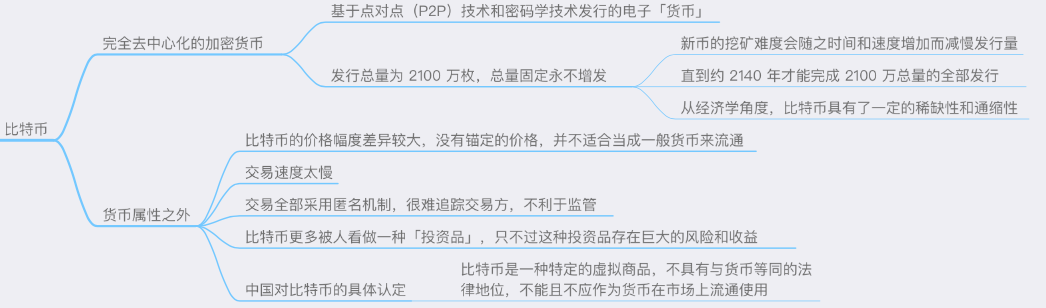 比特币
完全去中心化的加密货币
基于点对点（P2P）技术和密码学技术发行的电子「货币」
发行总量为 2100 万枚，总量固定永不增发
新币的挖矿难度会随之时间和速度增加而减慢发行量
直到约 2140 年才能完成 2100 万总量的全部发行
从经济学角度，比特币具有了一定的稀缺性和通缩性
货币属性之外
比特币的价格幅度差异较大，没有锚定的价格，并不适合当成一般货币来流通
交易速度太慢
交易全部采用匿名机制，很难追踪交易方，不利于监管
比特币更多被人看做一种「投资品」，只不过这种投资品存在巨大的风险和收益
中国对比特币的具体认定
比特币是一种特定的虚拟商品，不具有与货币等同的法
律地位，不能且不应作为货币在市场上流通使用